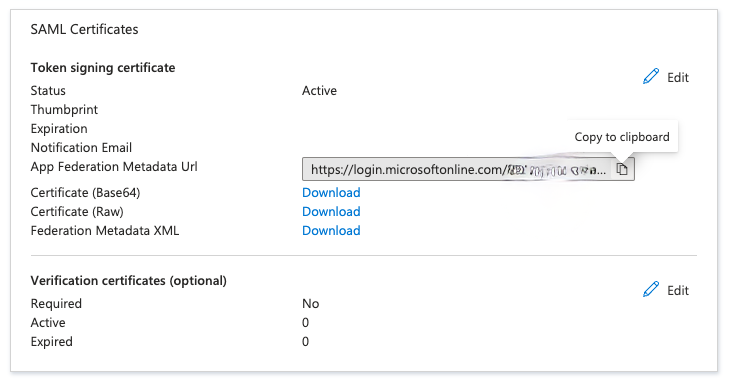 SAML Certificates
Token signing certificate
Edit
Status Active
Thumbprint
Expiration
Notification Email
Copy to clipboard
App Federation Metadata Url https://login.microsoftonline.com/
Certificate (Base64) Download
Certificate (Raw) Download
Federation Metadata XML Download
Verification certificates (optional)
Edit
Required No
Active 0
Expired 0